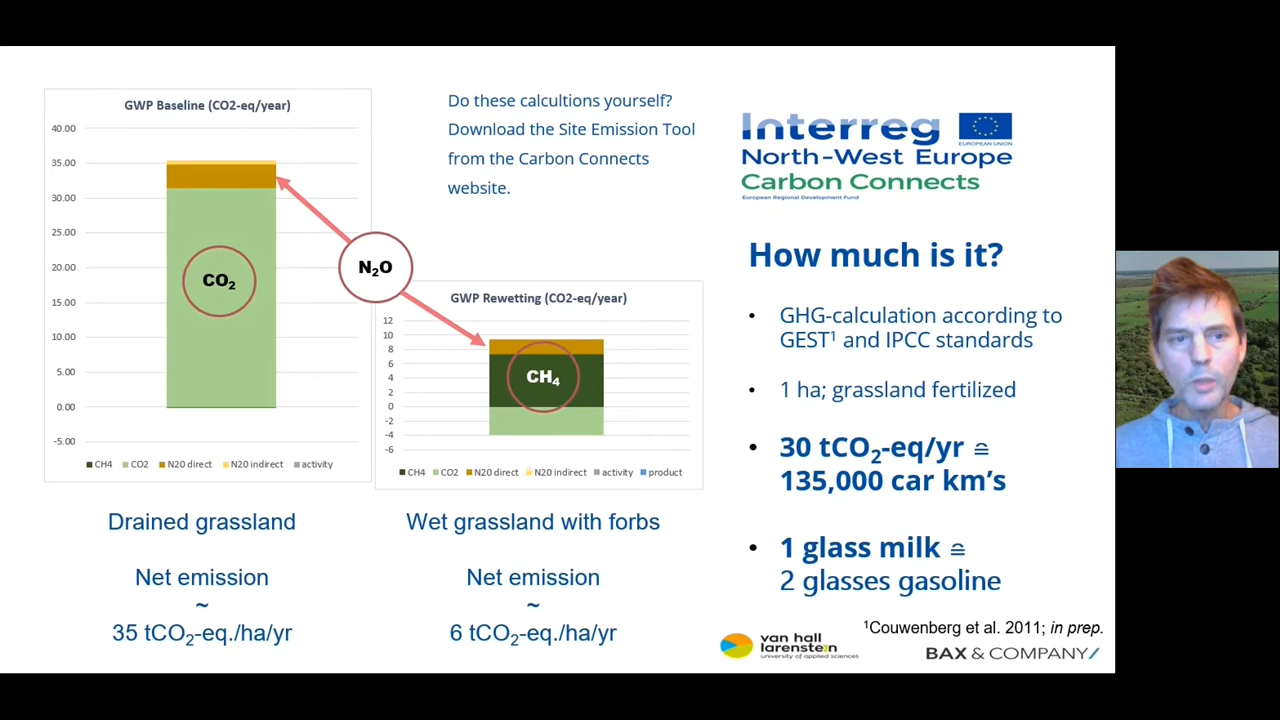 GWP Baseline (CO2-eq/year)
40.00
35.00
30.00
25.00
20.00
15.00
10.00
5.00
0.00
-5.00
CO₂
CH4 CO2 N20 direct N20 indirect activity
Do these calcultions yourself?
Download the Site Emission Tool
from the Carbon Connects
website.
N₂O
GWP Rewetting (CO2-eq/year)
12
10
8
6
4
2
0
-2
-4
-6
CH₄
CH4 CO2 N20 direct N20 indirect activity product
Drained grassland
Net emission
~
35 tCO₂-eq./ha/yr
Wet grassland with forbs
Net emission
~
6 tCO₂-eq./ha/yr
Interreg
EUROPEAN UNION
North-West Europe
Carbon Connects
European Regional Development Fund
How much is it?
• GHG-calculation according to
GEST¹ and IPCC standards
• 1 ha; grassland fertilized
• 30 tCO₂-eq/yr ≘
135,000 car km’s
• 1 glass milk ≘
2 glasses gasoline
¹Couwenberg et al. 2011; in prep.
van hall
larenstein
university of applied sciences
BAX & COMPANY/